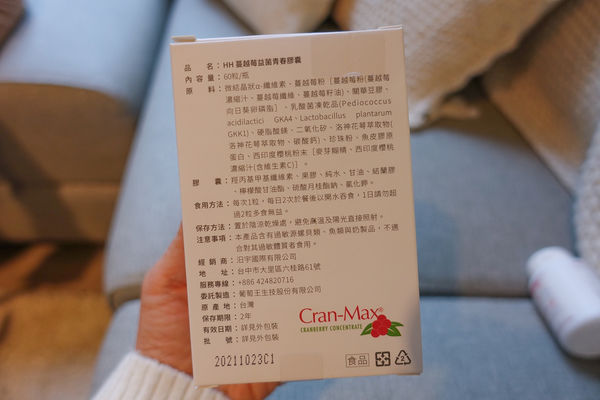 品名：HH 蔓越莓益菌青春膠囊
內容量：60粒/瓶
原料：微結晶狀α-纖維素、蔓越莓粉［蔓越莓粉(蔓越莓
濃縮汁、蔓越莓纖維、蔓越莓籽油)、關華豆膠、
向日葵卵磷脂］、乳酸菌凍乾品(Pediococcus
acidilactici GKA4、Lactobacillus plantarum
GKK1)、硬脂酸鎂、二氧化矽、洛神花萼萃取物(
洛神花萼萃取物、碳酸鈣)、珍珠粉、魚皮膠原
蛋白、西印度櫻桃粉末［麥芽糊精、西印度櫻桃
濃縮汁(含維生素C)］。
膠囊：羥丙基甲基纖維素、果膠、純水、甘油、結蘭膠
、檸檬酸甘油酯、硫酸月桂酯鈉、氯化鉀。
食用方法：每次1粒，每日2次於餐後以開水吞食，1日請勿超
過2粒多食無益。
保存方法：置於陰涼乾燥處，避免高溫及陽光直接照射。
注意事項：本產品含有過敏源螺貝類、魚類與奶製品，不適
合對其過敏體質者食用。
經銷商：汨宇國際有限公司
地址：台中市大里區六桂路61號
服務專線：+886 424820716
委託製造：葡萄王生技股份有限公司
原產地：台灣
保存期限：2年
有效日期：詳見外包裝
批號：詳見外包裝
20211023C1
Cran-Max®
CRANBERRY CONCENTRATE
食品